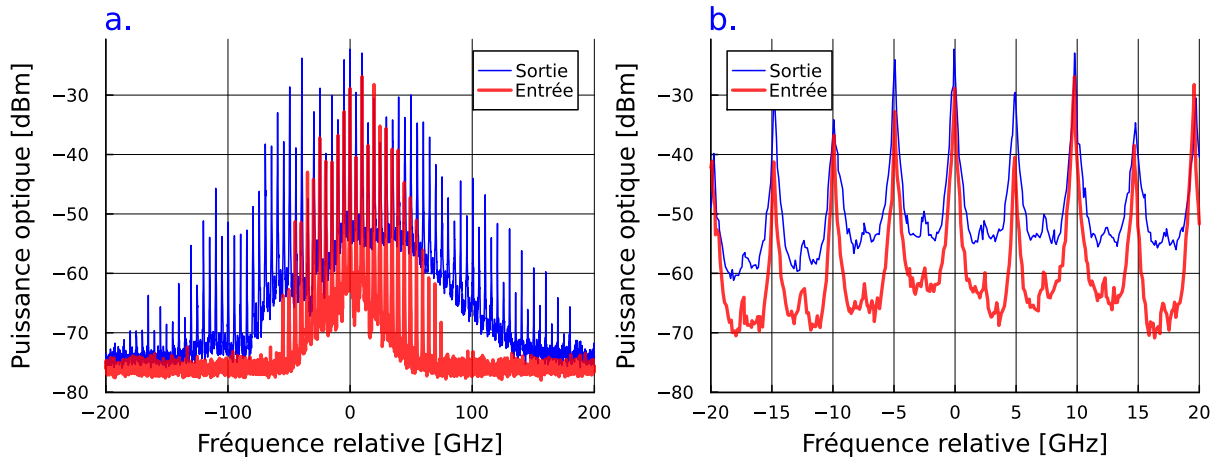 a.
b.
Puissance optique [dBm]
−30
−40
−50
−60
−70
−80
Sortie
Entrée
−200
−100
0
100
200
Fréquence relative [GHz]
Puissance optique [dBm]
−30
−40
−50
−60
−70
−80
Sortie
Entrée
−20
−15
−10
−5
0
5
10
15
20
Fréquence relative [GHz]